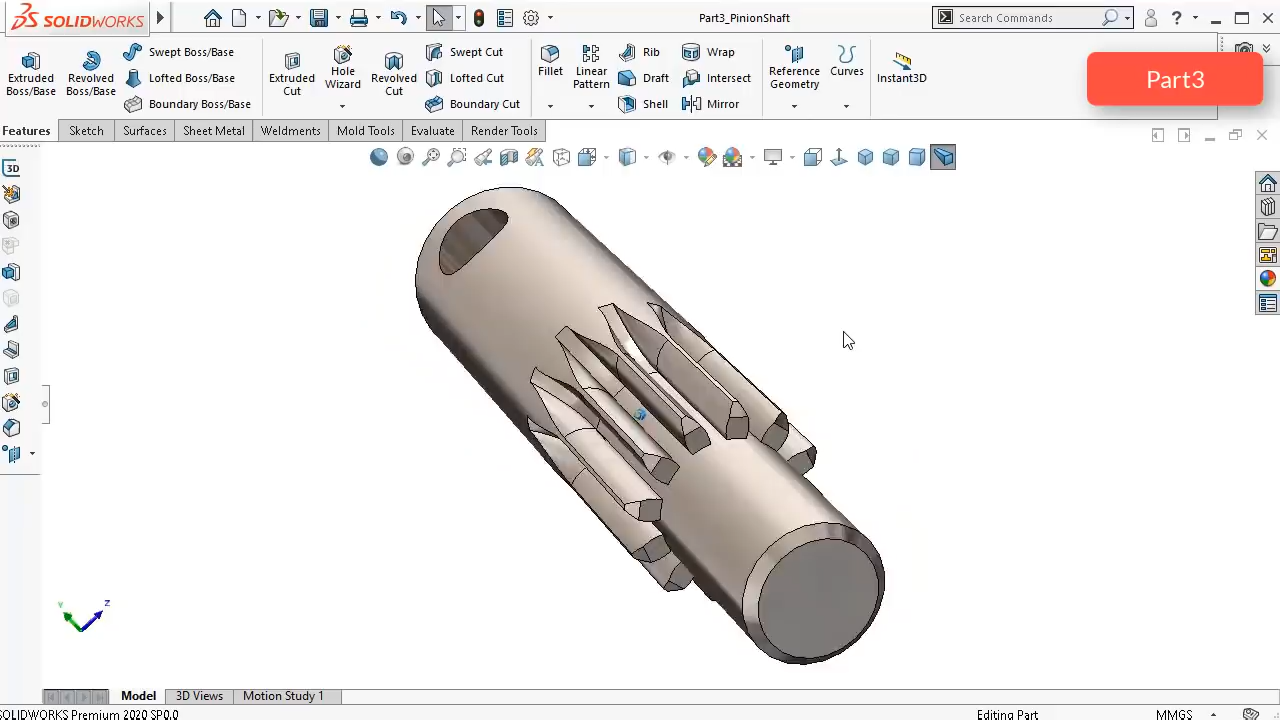 SOLIDWORKS
Part3_PinionShaft
Search Commands
?
Extruded Boss/Base
Revolved Boss/Base
Swept Boss/Base
Lofted Boss/Base
Boundary Boss/Base
Extruded Cut
Hole Wizard
Revolved Cut
Swept Cut
Lofted Cut
Boundary Cut
Fillet
Linear Pattern
Rib
Draft
Shell
Wrap
Intersect
Mirror
Reference Geometry
Curves
Instant3D
Part3
Features
Sketch
Surfaces
Sheet Metal
Weldments
Mold Tools
Evaluate
Render Tools
3D
Y
Z
Model
3D Views
Motion Study 1
SOLIDWORKS Premium 2020 SP0.0
Editing Part
MMGS